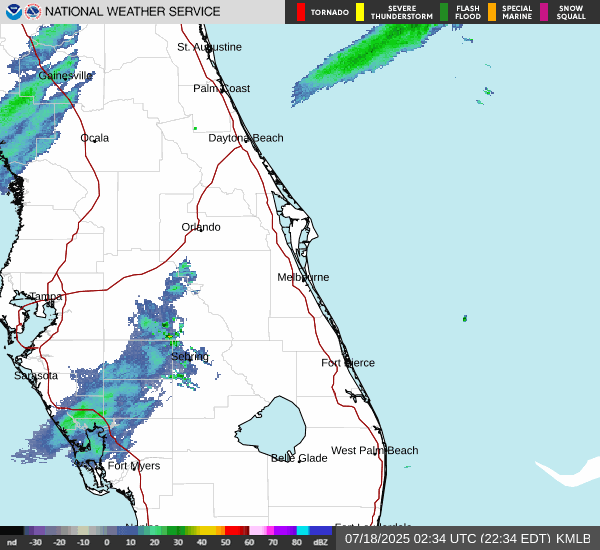 NATIONAL WEATHER SERVICE
TORNADO
SEVERE
THUNDERSTORM
FLASH
FLOOD
SPECIAL
MARINE
SNOW
SQUALL
St. Augustine
Gainesville
Palm Coast
Ocala
Daytona Beach
Orlando
Melbourne
Tampa
Sebring
Fort Pierce
Sarasota
West Palm Beach
Belle Glade
Fort Myers
nd -30 -20 -10 0 10 20 30 40 50 60 70 80 dBZ
07/18/2025 02:34 UTC (22:34 EDT) KMLB